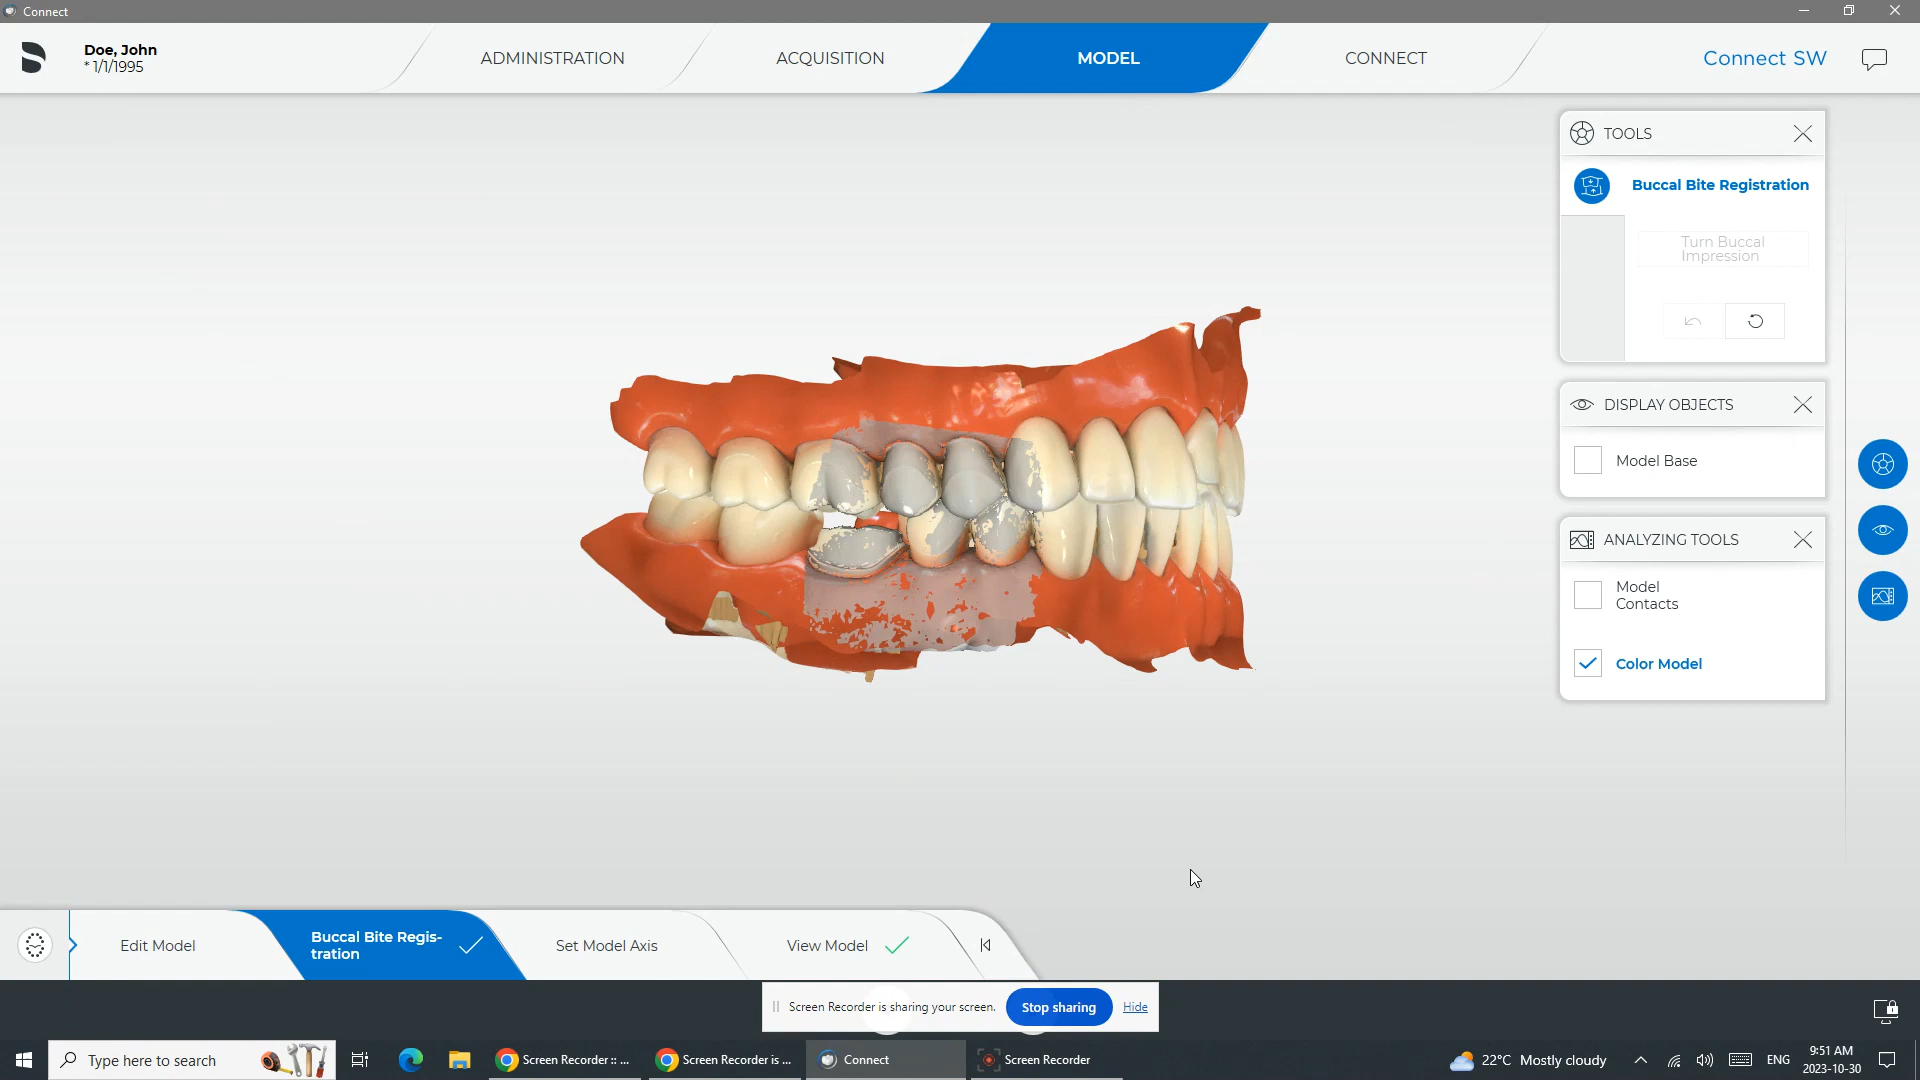 Connect
Doe, John
* 1/1/1995
ADMINISTRATION
ACQUISITION
MODEL
CONNECT
Connect SW
TOOLS
Buccal Bite Registration
Turn Buccal
Impression
DISPLAY OBJECTS
Model Base
ANALYZING TOOLS
Model
Contacts
Color Model
Edit Model
Buccal Bite Regis-
tration
Set Model Axis
View Model
Screen Recorder is sharing your screen.
Stop sharing
Hide
Type here to search
Screen Recorder :: ...
Screen Recorder is ...
Connect
Screen Recorder
22°C Mostly cloudy
ENG
9:51 AM
2023-10-30